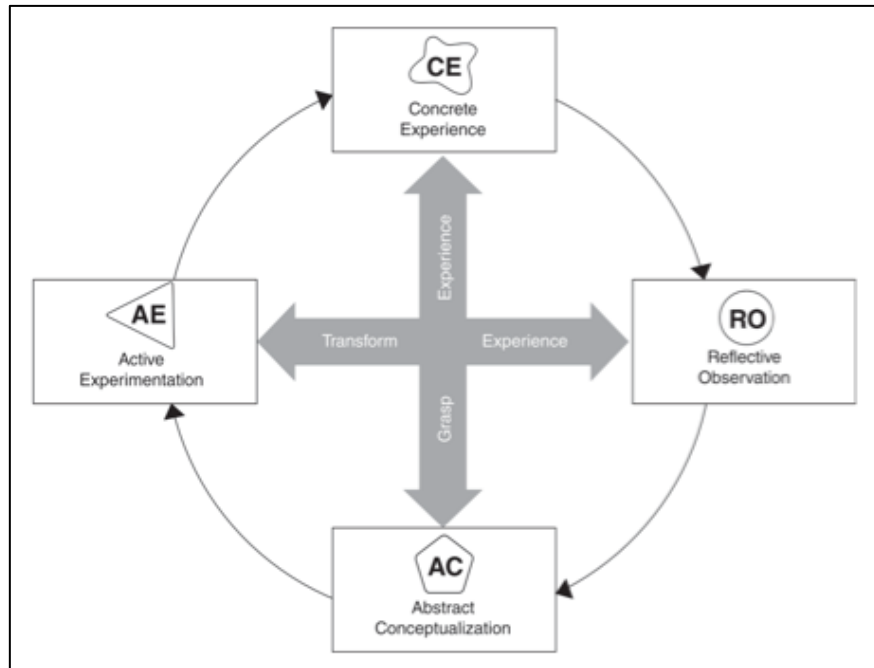 CE
Concrete
Experience
Experience
AE
Active
Experimentation
Transform
Experience
RO
Reflective
Observation
Grasp
AC
Abstract
Conceptualization